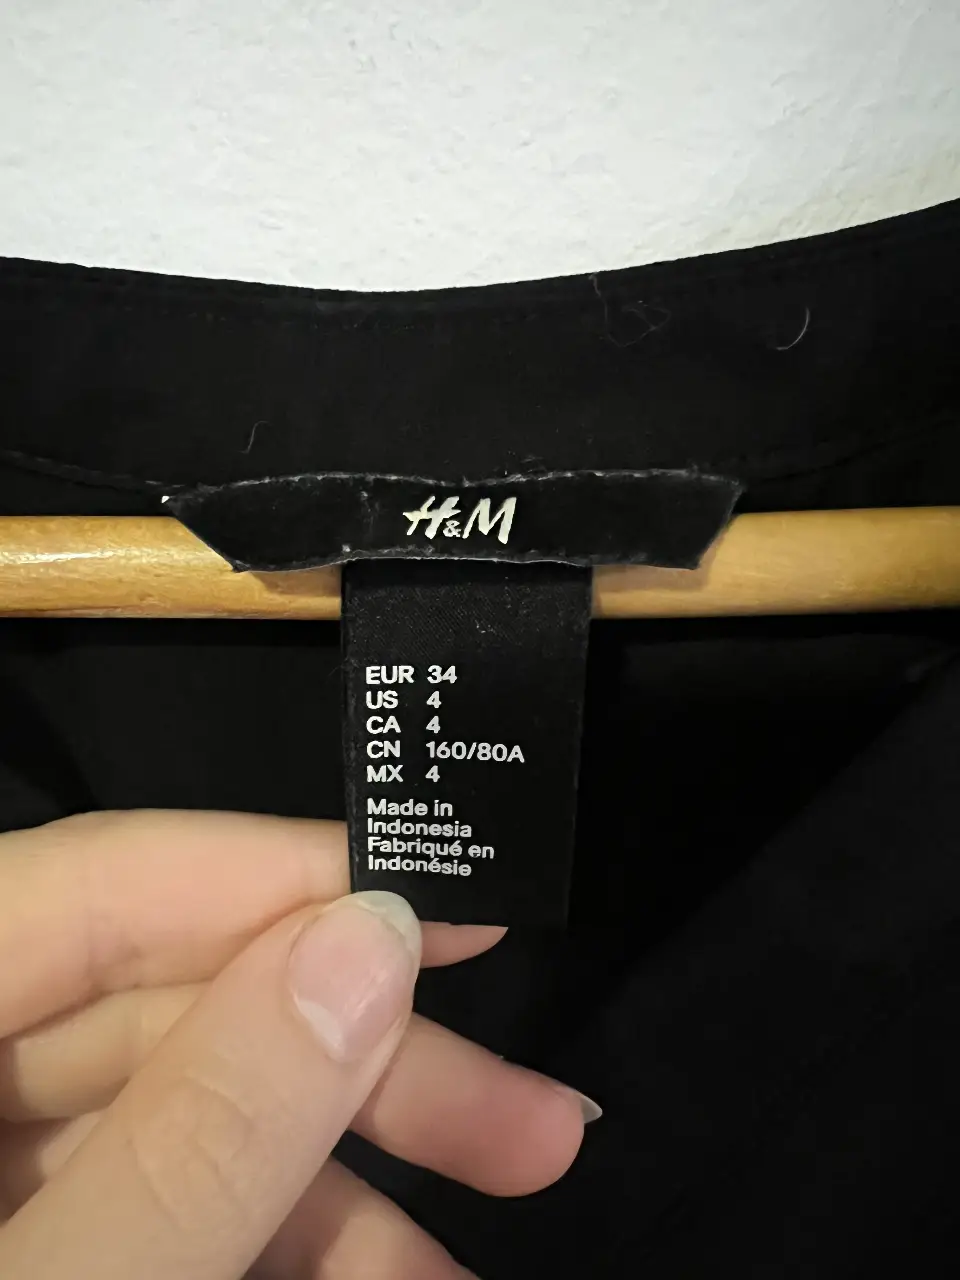 H&M
EUR 34
US 4
CA 4
CN 160/80A
MX 4
Made in
Indonesia
Fabriqué en
Indonésie